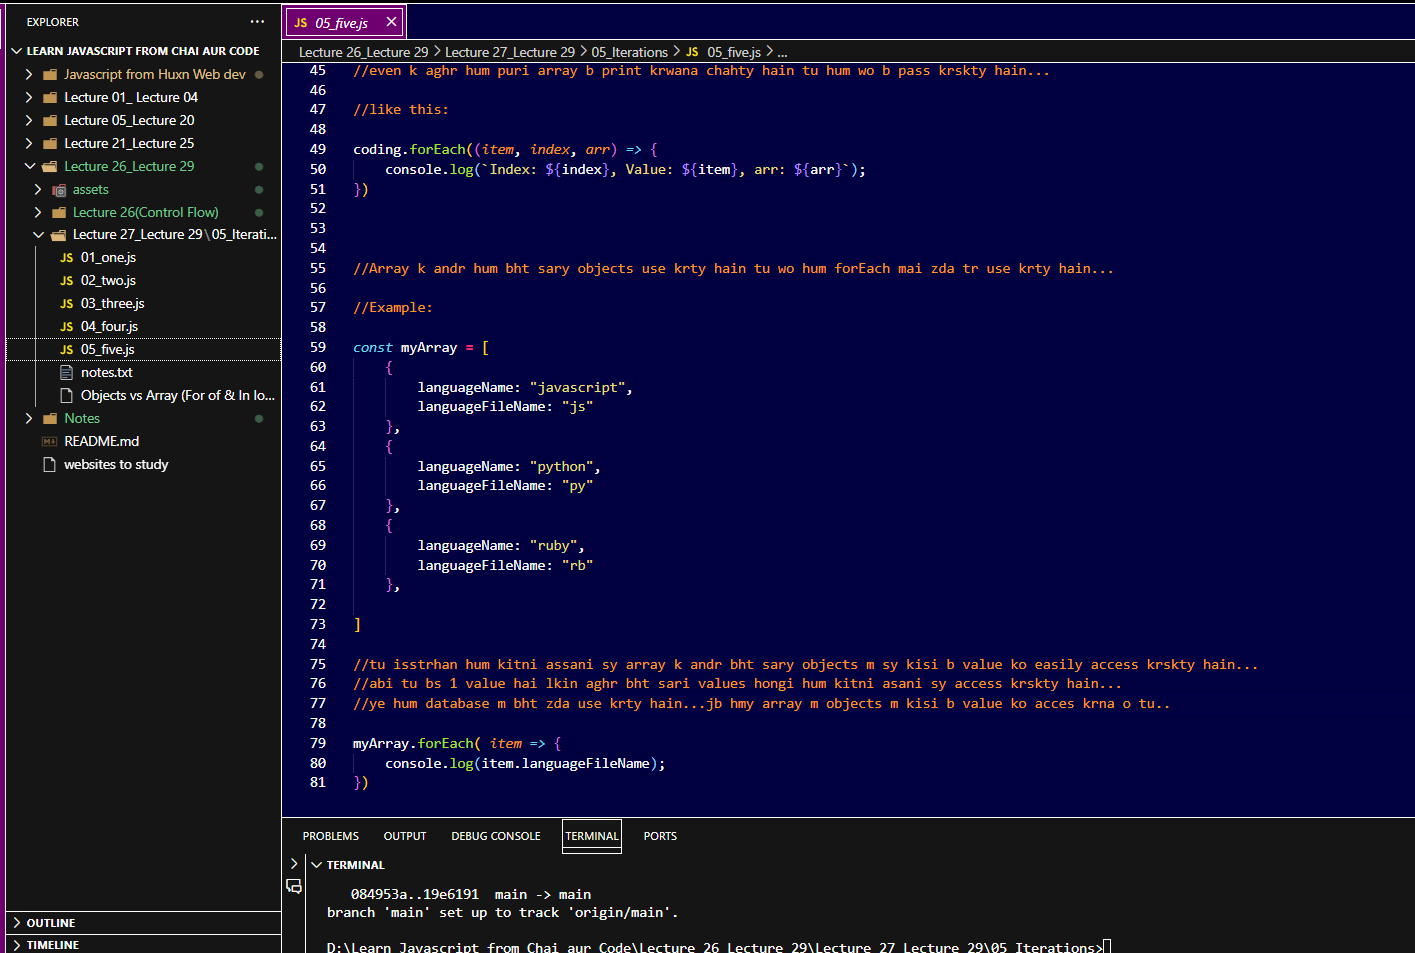 EXPLORER
LEARN JAVASCRIPT FROM CHAI AUR CODE
Javascript from Huxn Web dev
Lecture 01_ Lecture 04
Lecture 05_Lecture 20
Lecture 21_Lecture 25
Lecture 26_Lecture 29
assets
Lecture 26(Control Flow)
Lecture 27_Lecture 29\05_Iterati...
JS 01_one.js
JS 02_two.js
JS 03_three.js
JS 04_four.js
JS 05_five.js
notes.txt
Objects vs Array (For of & In lo...
Notes
README.md
websites to study
OUTLINE
TIMELINE
JS 05_five.js
Lecture 26_Lecture 29 > Lecture 27_Lecture 29 > 05_Iterations > JS 05_five.js > ...
45 //even k aghr hum puri array b print krwana chahty hain tu hum wo b pass krskty hain...
46
47 //like this:
48
49 coding.forEach((item, index, arr) => {
50 console.log(`Index: ${index}, Value: ${item}, arr: ${arr}`);
51 })
52
53
54
55 //Array k andr hum bht sary objects use krty hain tu wo hum forEach mai zda tr use krty hain...
56
57 //Example:
58
59 const myArray = [
60 {
61 languageName: "javascript",
62 languageFileName: "js"
63 },
64 {
65 languageName: "python",
66 languageFileName: "py"
67 },
68 {
69 languageName: "ruby",
70 languageFileName: "rb"
71 },
72
73 ]
74
75 //tu isstrhan hum kitni assani sy array k andr bht sary objects m sy kisi b value ko easily access krskty hain...
76 //abi tu bs 1 value hai lkin aghr bht sari values hongi hum kitni asani sy access krskty hain...
77 //ye hum database m bht zda use krty hain...jb hmy array m objects m kisi b value ko acces krna o tu..
78
79 myArray.forEach( item => {
80 console.log(item.languageFileName);
81 })
PROBLEMS OUTPUT DEBUG CONSOLE TERMINAL PORTS
TERMINAL
084953a..19e6191 main -> main
branch 'main' set up to track 'origin/main'.
D:\Learn Javascript from Chai aur Code\Lecture 26_Lecture 29\Lecture 27_Lecture 29\05_Iterations>